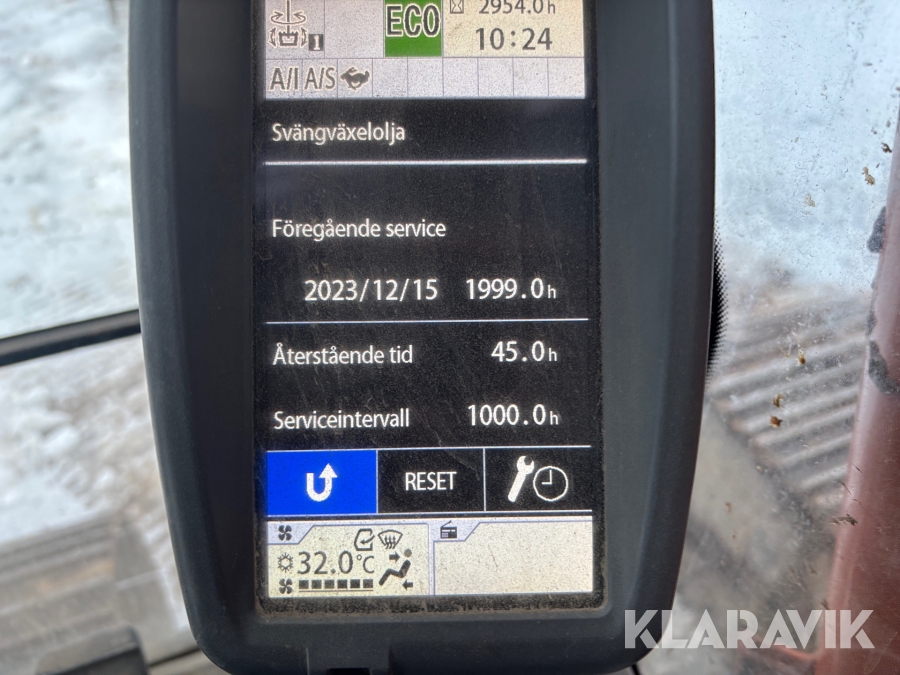 ECO
2954.0h
1
10:24
A/I A/S
Svängväxelolja
Föregående service
2023/12/15 1999.0h
Återstående tid 45.0h
Serviceintervall 1000.0h
RESET
32.0°C
KLARAVIK